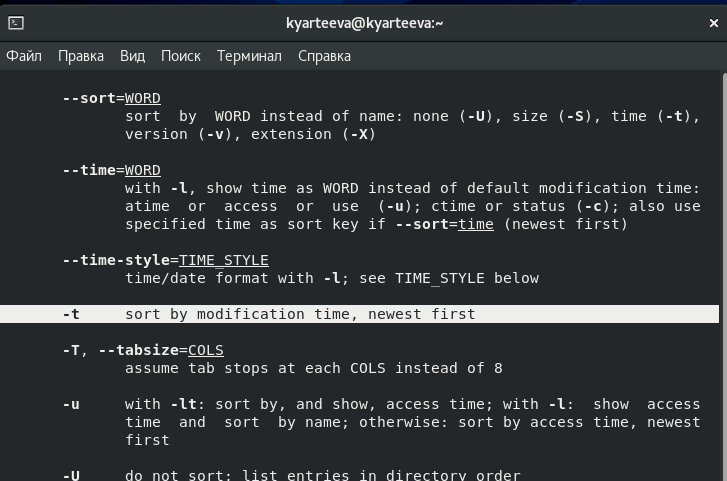 kyarteeva@kyarteeva:~
Файл Правка Вид Поиск Терминал Справка
--sort=WORD
sort by WORD instead of name: none (-U), size (-S), time (-t),
version (-v), extension (-X)
--time=WORD
with -l, show time as WORD instead of default modification time:
atime or access or use (-u); ctime or status (-c); also use
specified time as sort key if --sort=time (newest first)
--time-style=TIME_STYLE
time/date format with -l; see TIME_STYLE below
-t sort by modification time, newest first
-T, --tabsize=COLS
assume tab stops at each COLS instead of 8
-u with -lt: sort by, and show, access time; with -l: show access
time and sort by name; otherwise: sort by access time, newest
first
-U do not sort; list entries in directory order